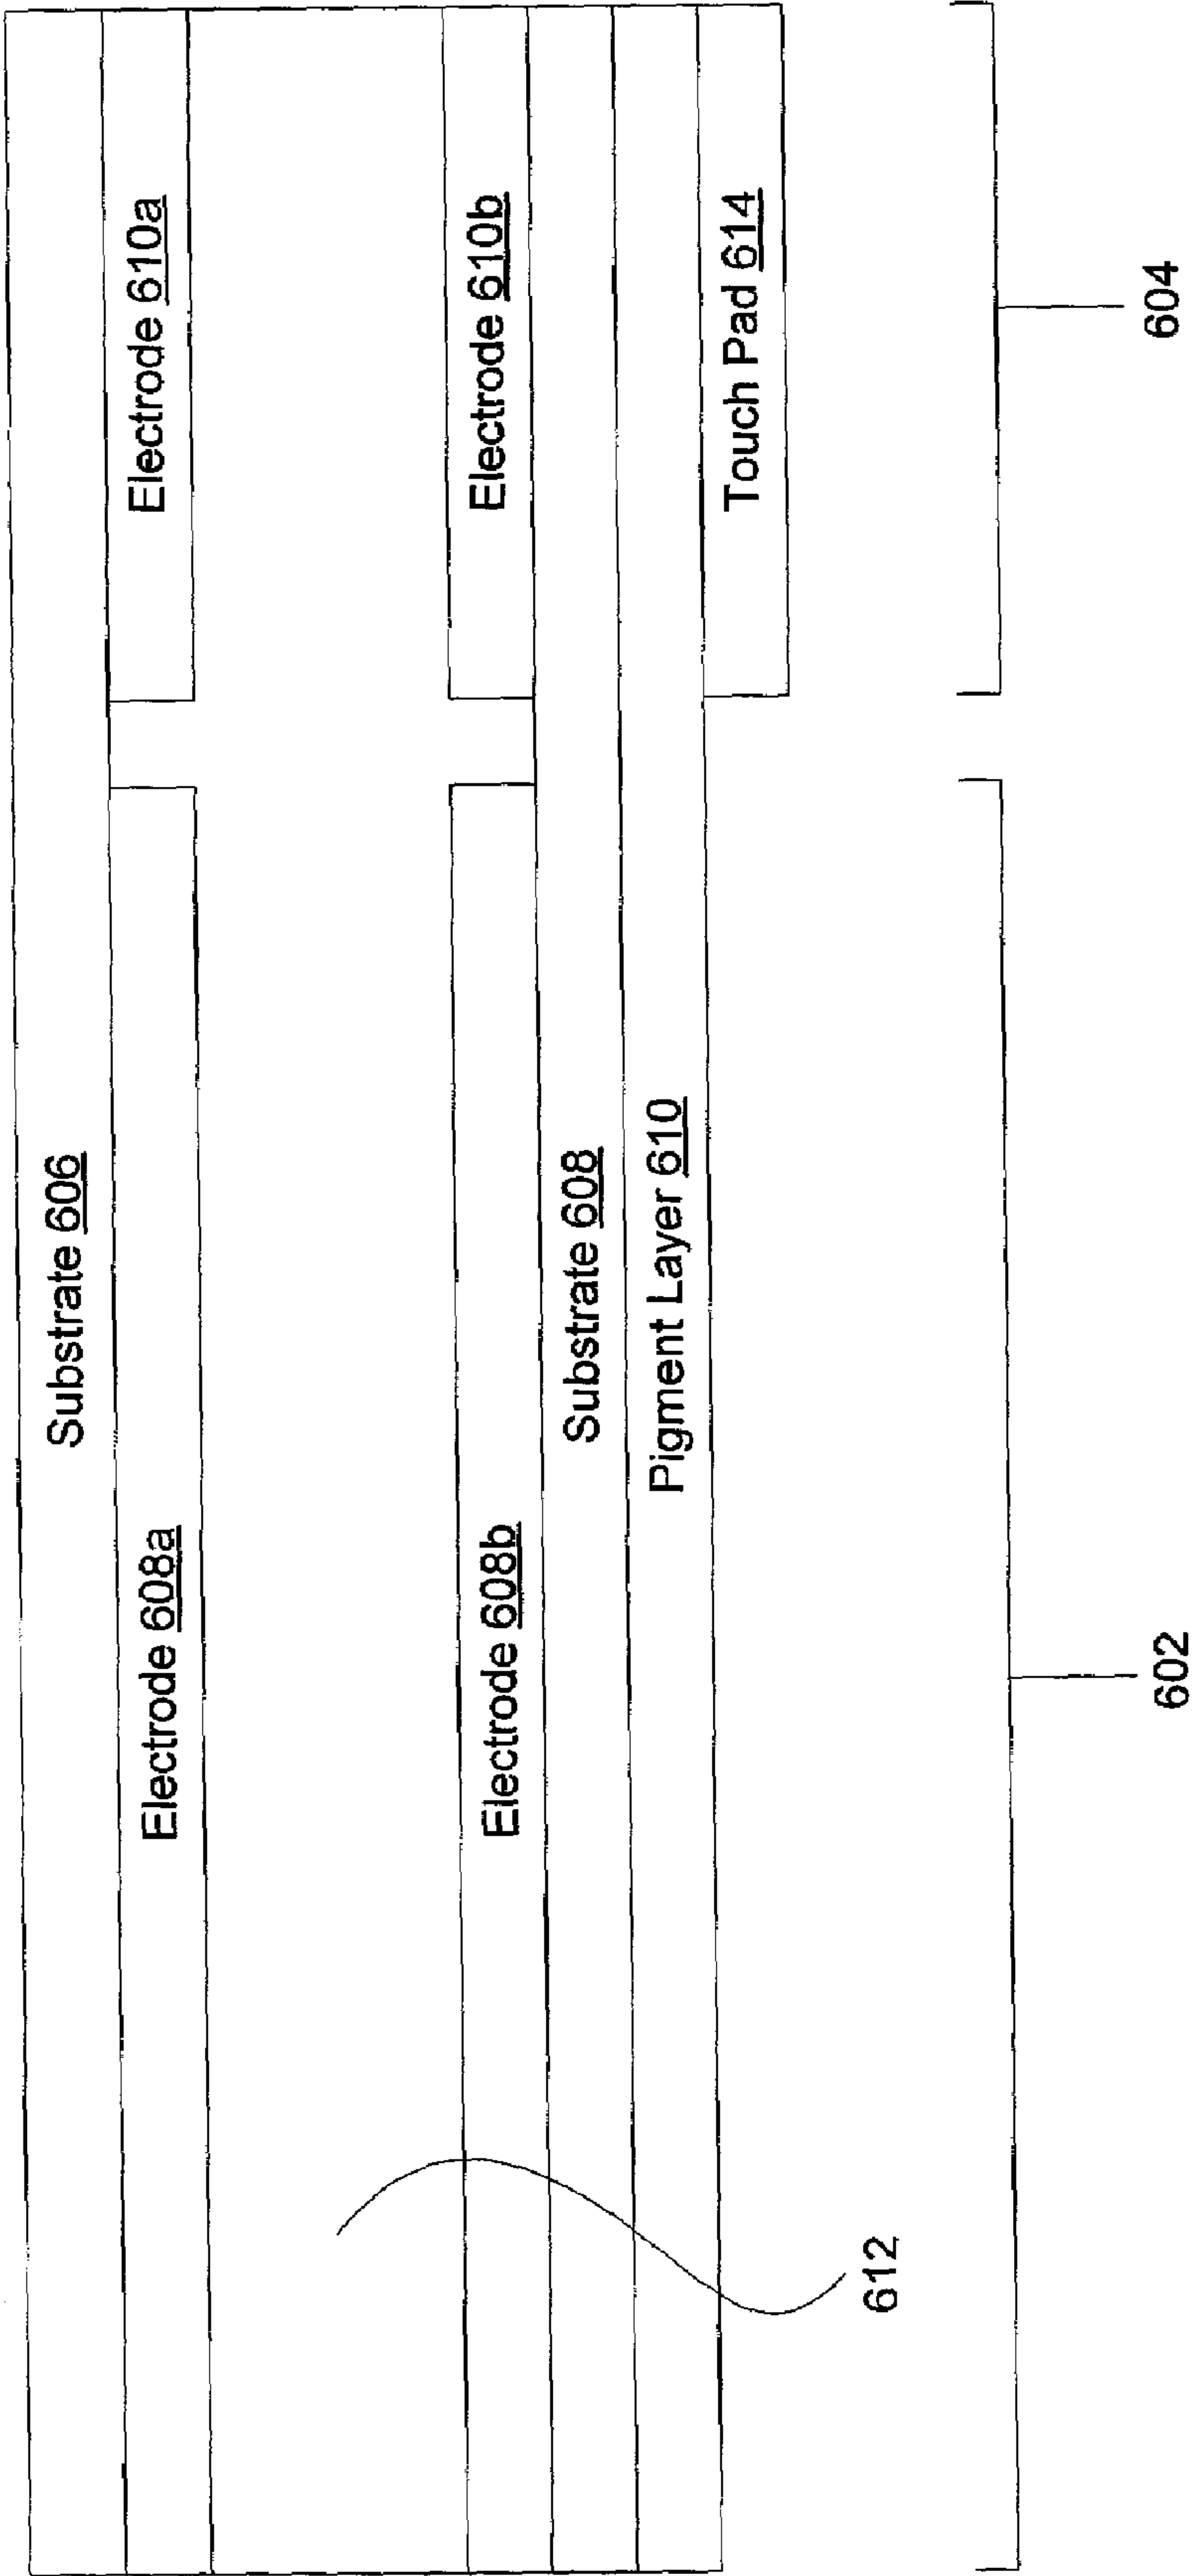 Substrate 606
Electrode 608a
Electrode 610a
Electrode 608b
Electrode 610b
Substrate 608
Pigment Layer 610
Touch Pad 614
612
602
604